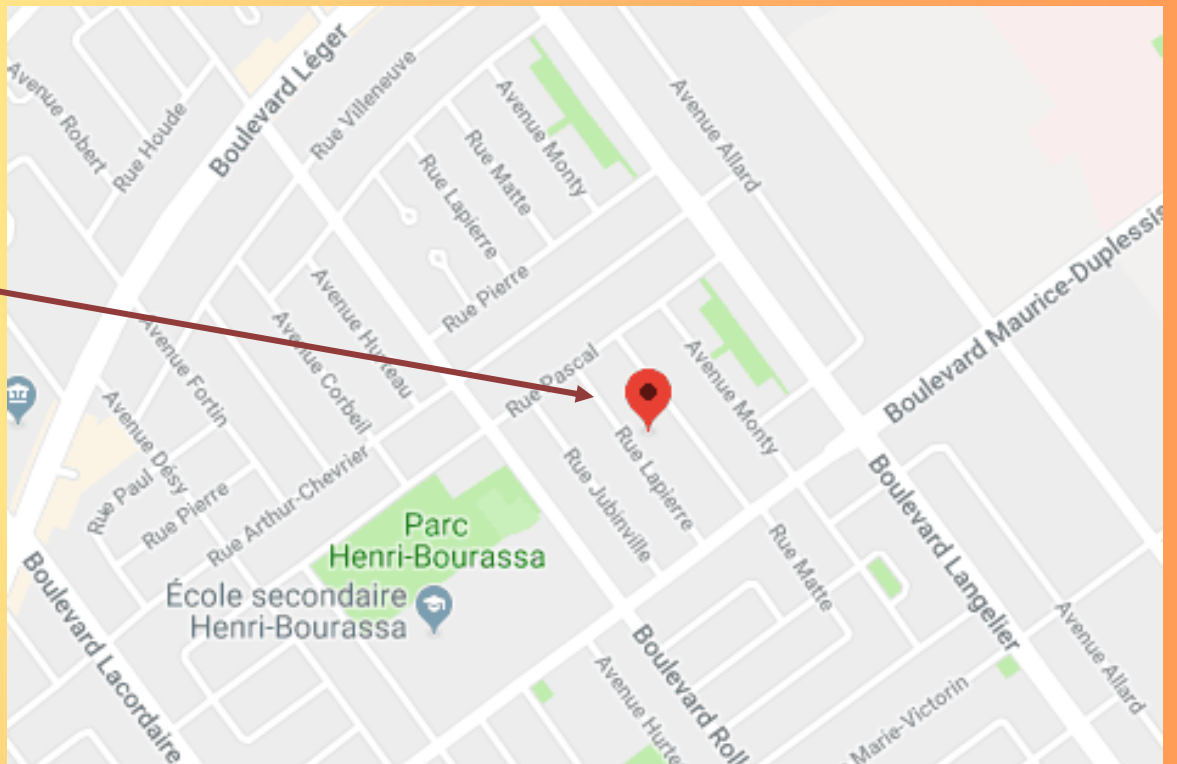 Boulevard Léger
Avenue Robert
Rue Houde
Rue Villeneuve
Avenue Monty
Rue Matte
Rue Lapierre
Avenue Allard
Rue Pierre
Boulevard Maurice-Duplessis
Avenue Hurteau
Avenue Corbeil
Avenue Fortin
Avenue Désy
Rue Pascal
Avenue Monty
Rue Lapierre
Rue Jubinville
Rue Paul
Rue Pierre
Rue Arthur-Chevrier
Parc
Henri-Bourassa
École secondaire
Henri-Bourassa
Rue Matte
Boulevard Langelier
Boulevard Lacordaire
Boulevard Roll
Avenue Hurte
Avenue Allard
Marie-Victorin